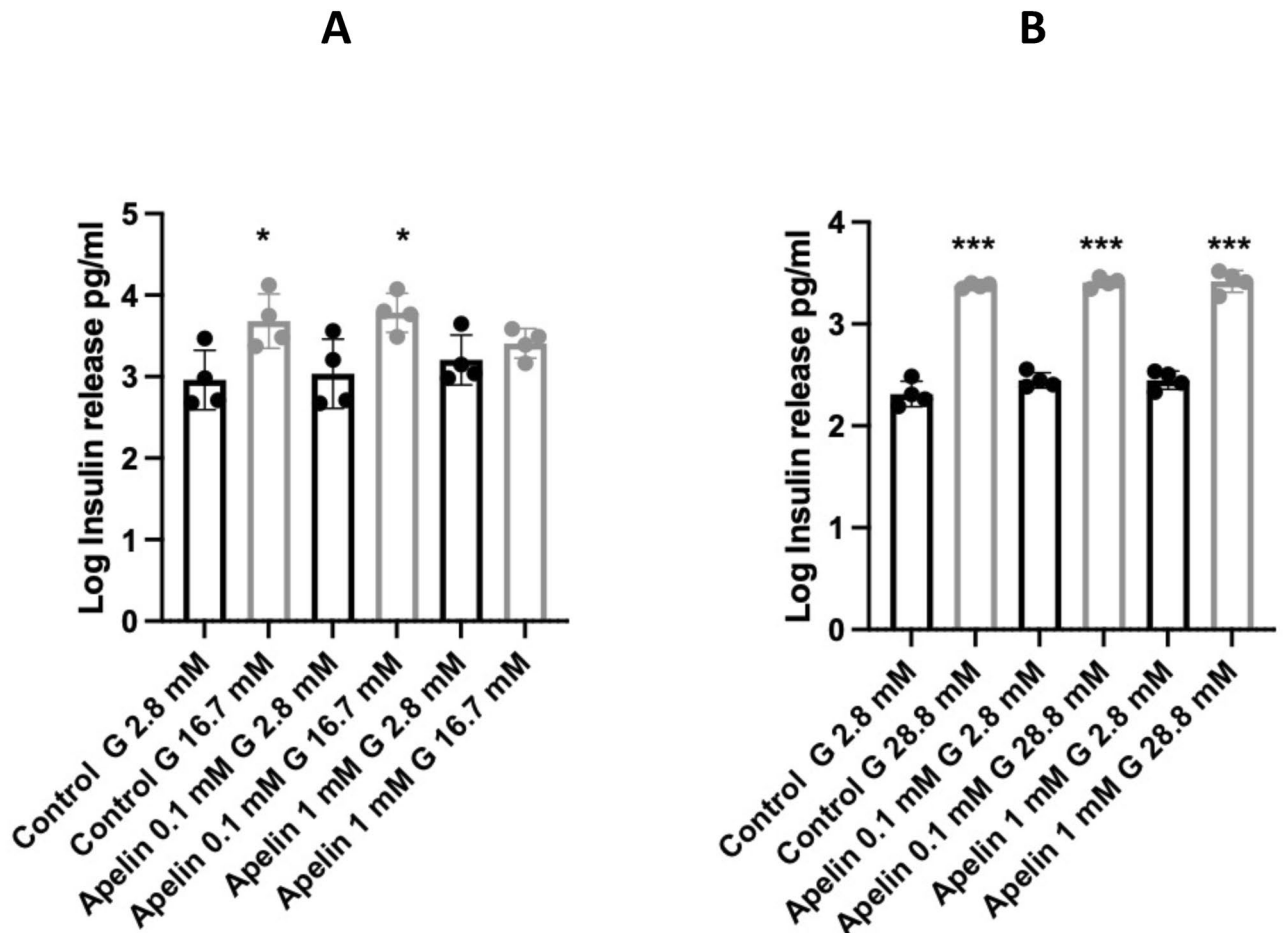 A
B
Log Insulin release pg/ml
5
4
3
2
1
0
*
*
Control  G 2.8 mM
Control G 16.7 mM
Apelin 0.1 mM G 2.8 mM
Apelin 0.1 mM G 16.7 mM
Apelin 1 mM G 2.8 mM
Apelin 1 mM G 16.7 mM
Log Insulin release pg/ml
4
3
2
1
0
***
***
***
Control  G 2.8 mM
Control G 28.8 mM
Apelin 0.1 mM G 2.8 mM
Apelin 0.1 mM G 28.8 mM
Apelin 1 mM G 2.8 mM
Apelin 1 mM G 28.8 mM